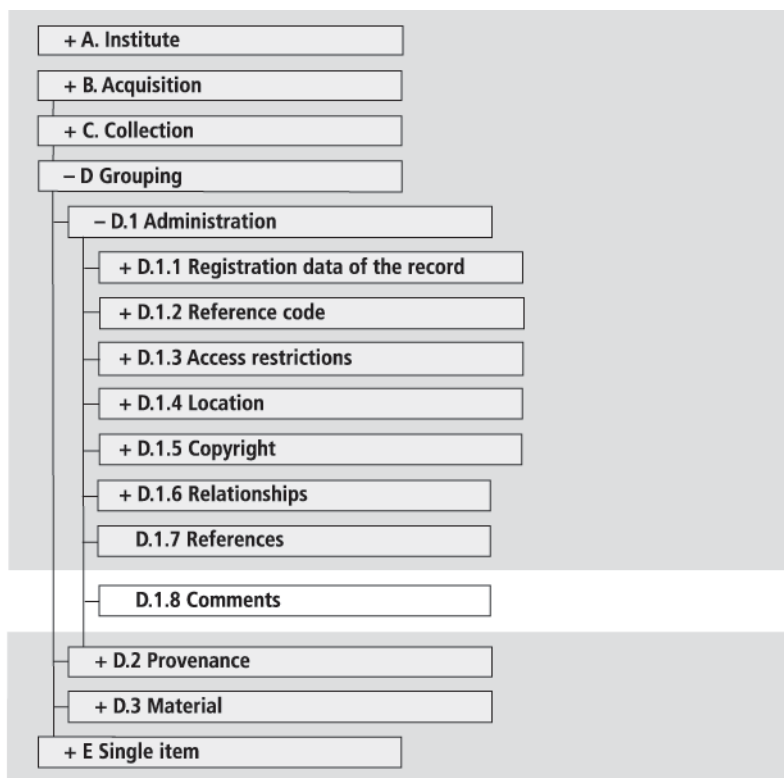 + A. Institute
+ B. Acquisition
+ C. Collection
– D Grouping
– D.1 Administration
+ D.1.1 Registration data of the record
+ D.1.2 Reference code
+ D.1.3 Access restrictions
+ D.1.4 Location
+ D.1.5 Copyright
+ D.1.6 Relationships
D.1.7 References
D.1.8 Comments
+ D.2 Provenance
+ D.3 Material
+ E Single item